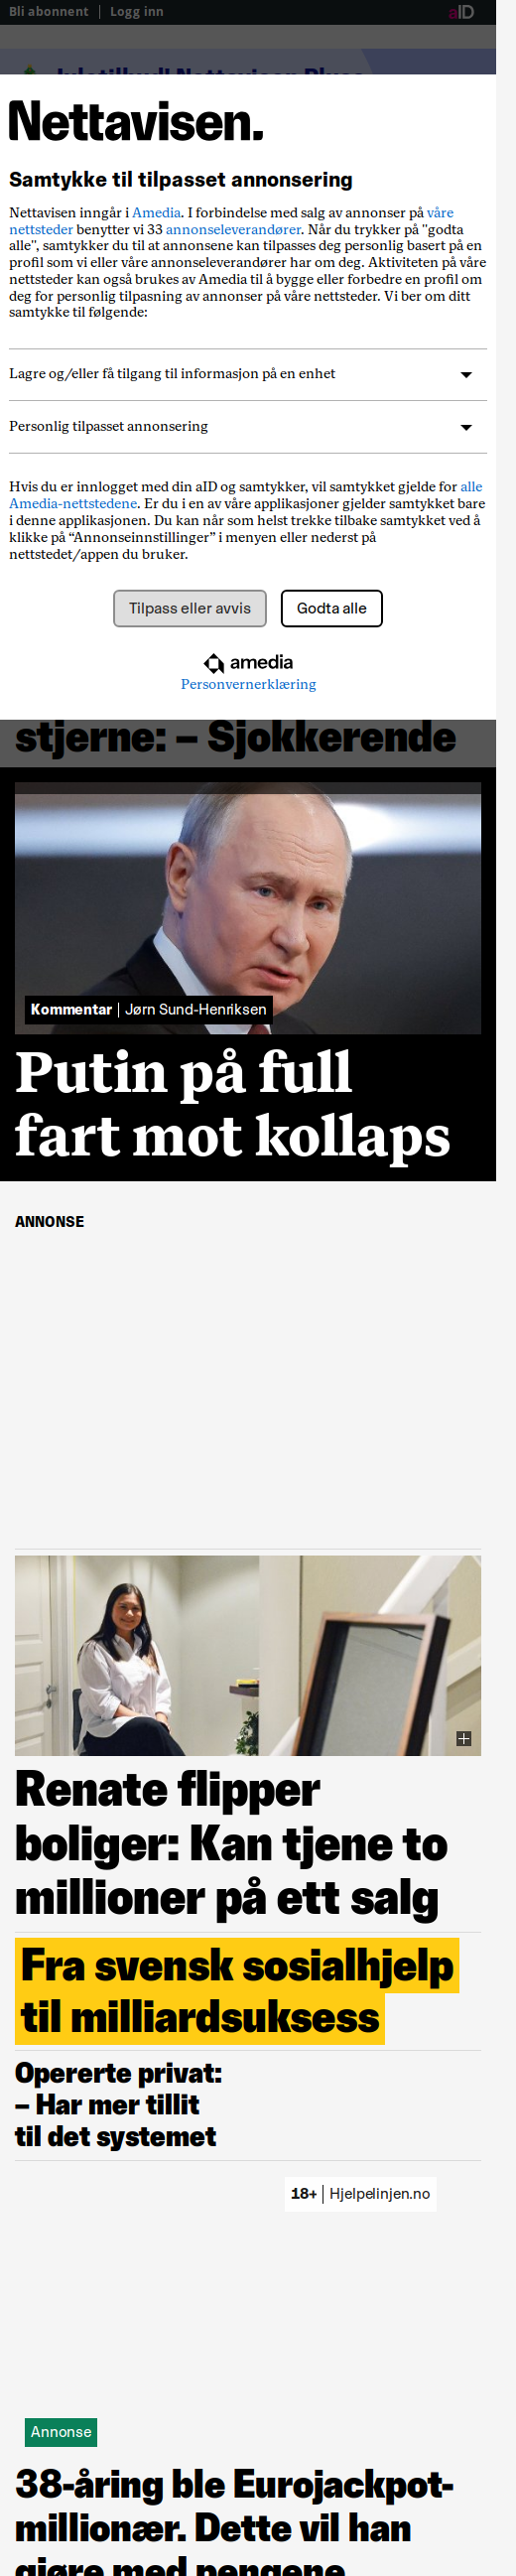 Bli abonnent | Logg inn
aID
Nettavisen.
Samtykke til tilpasset annonsering
Nettavisen inngår i Amedia. I forbindelse med salg av annonser på våre
nettsteder benytter vi 33 annonseleverandører. Når du trykker på "godta
alle", samtykker du til at annonsene kan tilpasses deg personlig basert på en
profil som vi eller våre annonseleverandører har om deg. Aktiviteten på våre
nettsteder kan også brukes av Amedia til å bygge eller forbedre en profil om
deg for personlig tilpasning av annonser på våre nettsteder. Vi ber om ditt
samtykke til følgende:
Lagre og/eller få tilgang til informasjon på en enhet
Personlig tilpasset annonsering
Hvis du er innlogget med din aID og samtykker, vil samtykket gjelde for alle
Amedia-nettstedene. Er du i en av våre applikasjoner gjelder samtykket bare
i denne applikasjonen. Du kan når som helst trekke tilbake samtykket ved å
klikke på “Annonseinnstillinger” i menyen eller nederst på
nettstedet/appen du bruker.
Tilpass eller avvis
Godta alle
amedia
Personvernerklæring
stjerne: – Sjokkerende
Kommentar | Jørn Sund-Henriksen
Putin på full
fart mot kollaps
ANNONSE
Renate flipper
boliger: Kan tjene to
millioner på ett salg
Fra svensk sosialhjelp
til milliardsuksess
Opererte privat:
– Har mer tillit
til det systemet
18+ | Hjelpelinjen.no
Annonse
38-åring ble Eurojackpot-
millionær. Dette vil han
gjøre med pengene